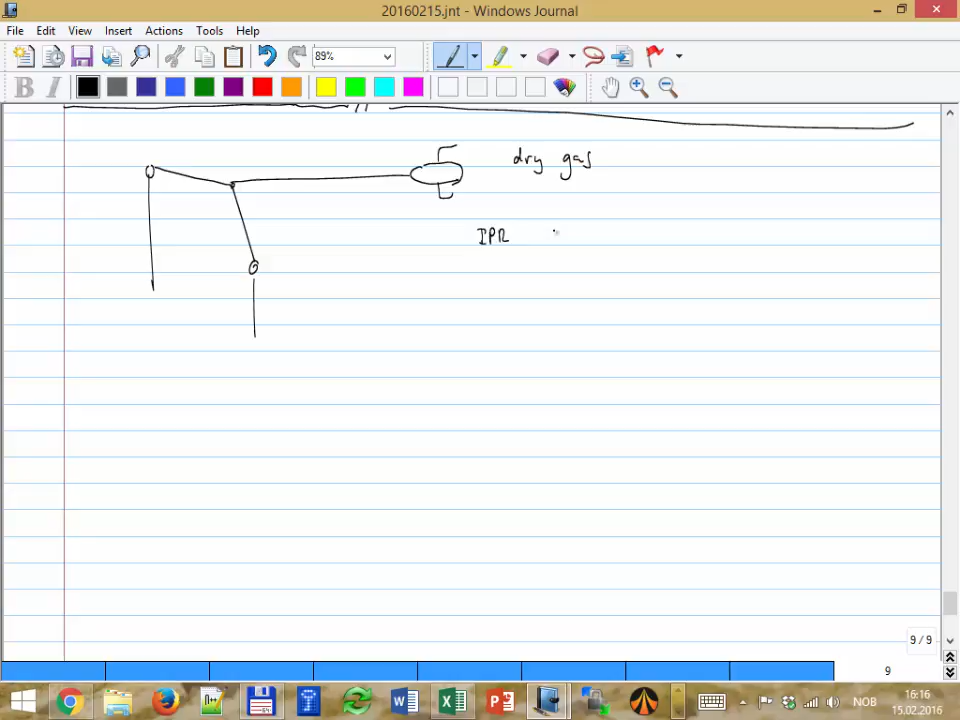 20160215.jnt - Windows Journal
File Edit View Insert Actions Tools Help
89%
B I
dry gas
IPR
9 / 9
9
NOB
16:16
15.02.2016